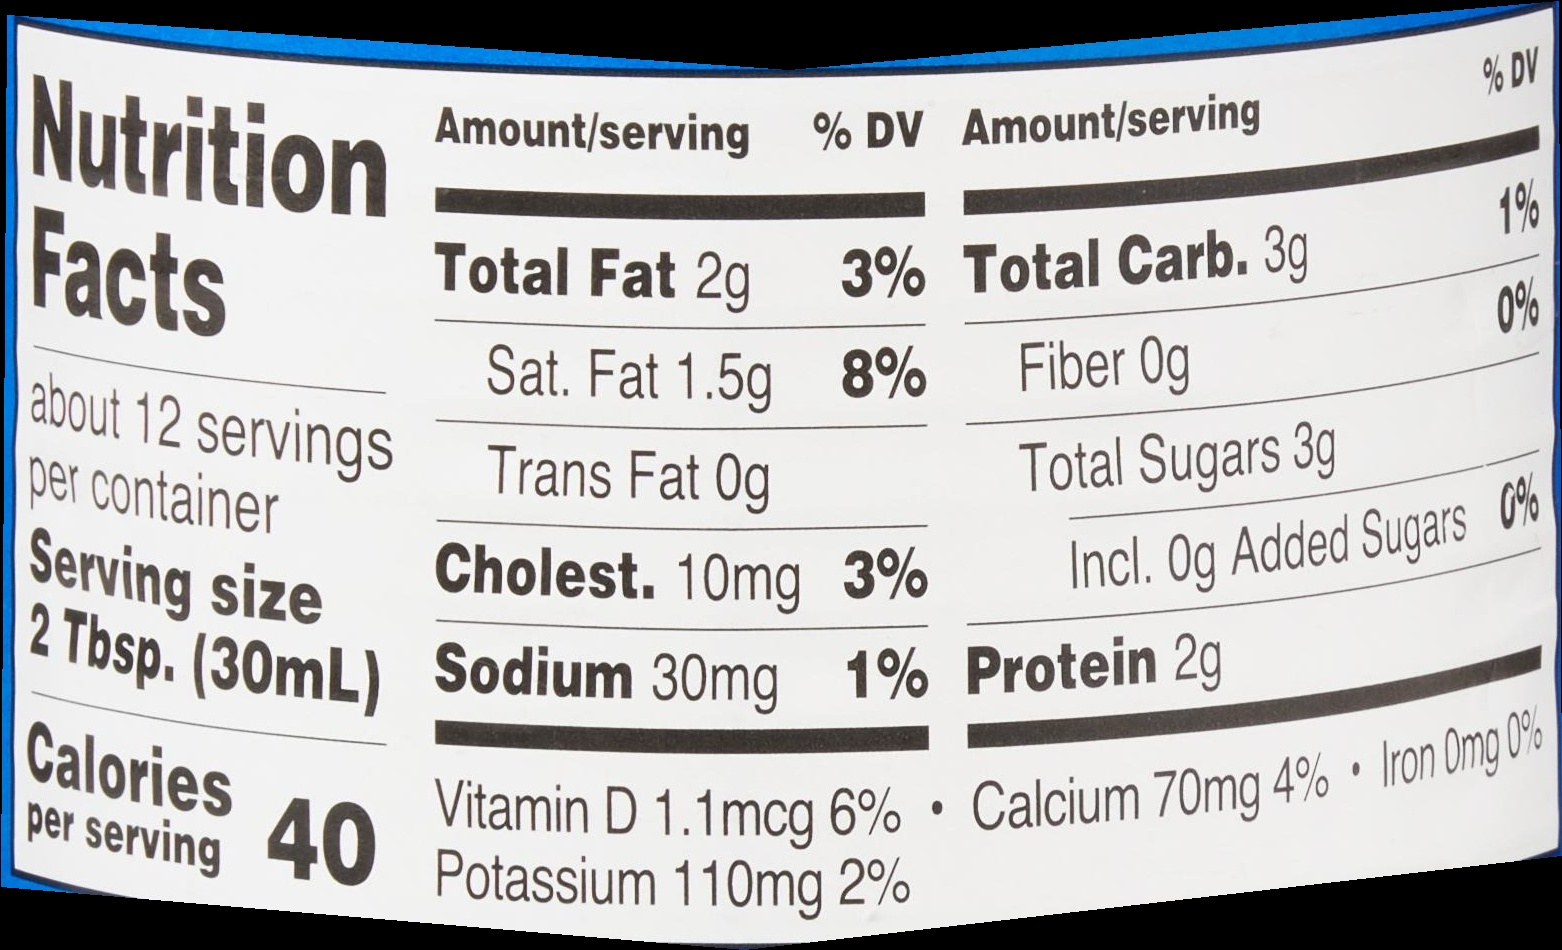 Nutrition
Facts
about 12 servings
per container
Serving size
2 Tbsp. (30mL)
Calories
per serving 40
Amount/serving % DV
Total Fat 2g 3%
Sat. Fat 1.5g 8%
Trans Fat 0g
Cholest. 10mg 3%
Sodium 30mg 1%
Amount/serving % DV
Total Carb. 3g 1%
Fiber 0g 0%
Total Sugars 3g
Incl. 0g Added Sugars 0%
Protein 2g
Vitamin D 1.1mcg 6% • Calcium 70mg 4% • Iron 0mg 0%
Potassium 110mg 2%